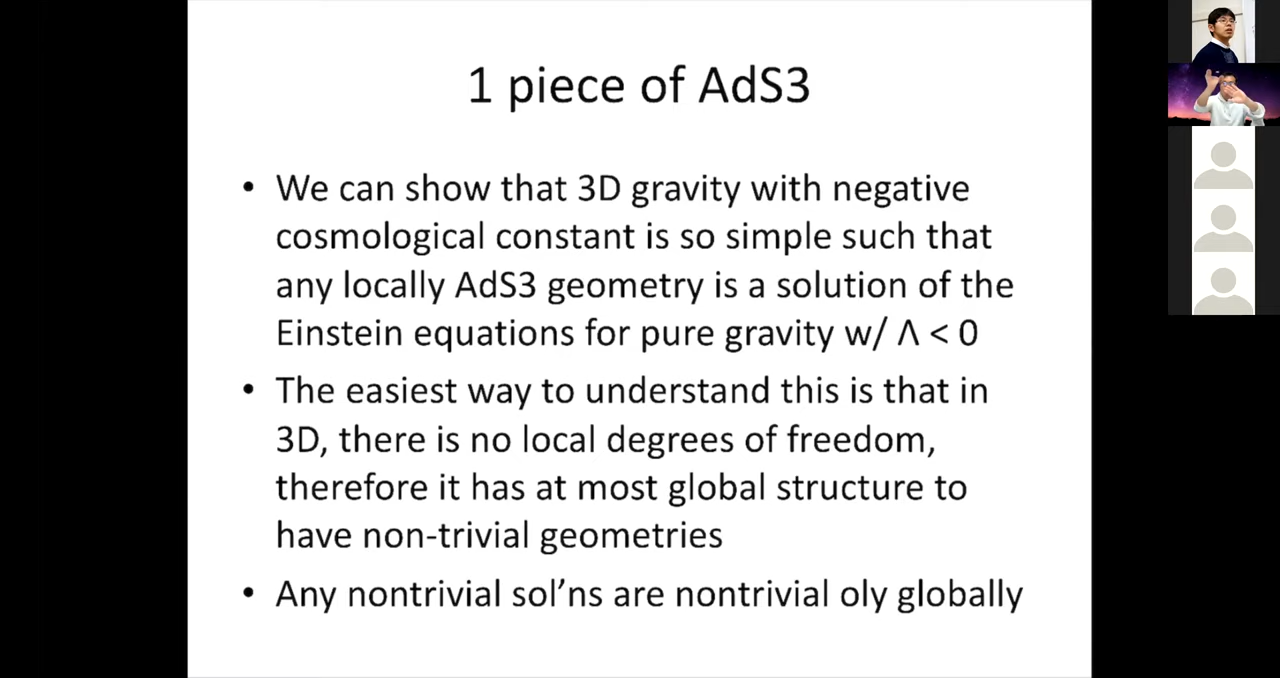 1 piece of AdS3
• We can show that 3D gravity with negative
cosmological constant is so simple such that
any locally AdS3 geometry is a solution of the
Einstein equations for pure gravity w/ Λ < 0
• The easiest way to understand this is that in
3D, there is no local degrees of freedom,
therefore it has at most global structure to
have non-trivial geometries
• Any nontrivial sol’ns are nontrivial oly globally